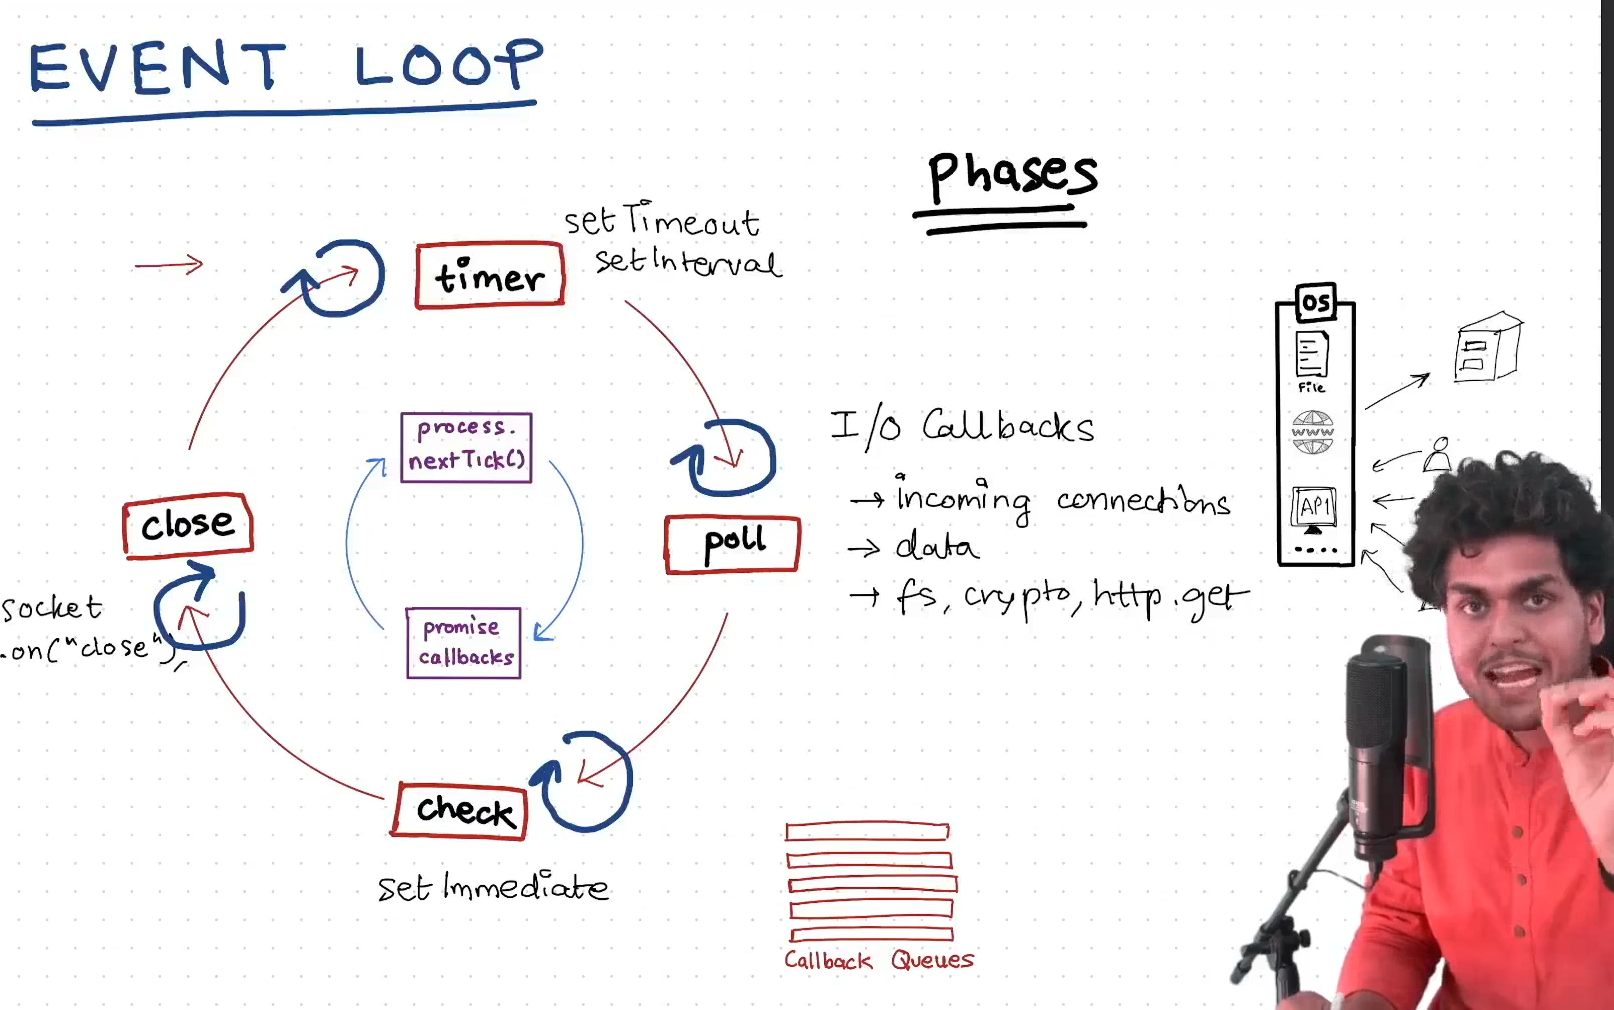 EVENT LOOP
Phases
setTimeout
setInterval
timer
OS
File
www
API
process.
nextTick()
I/O Callbacks
→ incoming connections
→ data
→ fs, crypto, http.get
close
poll
socket
.on("close"),
promise
callbacks
check
setImmediate
Callback Queues